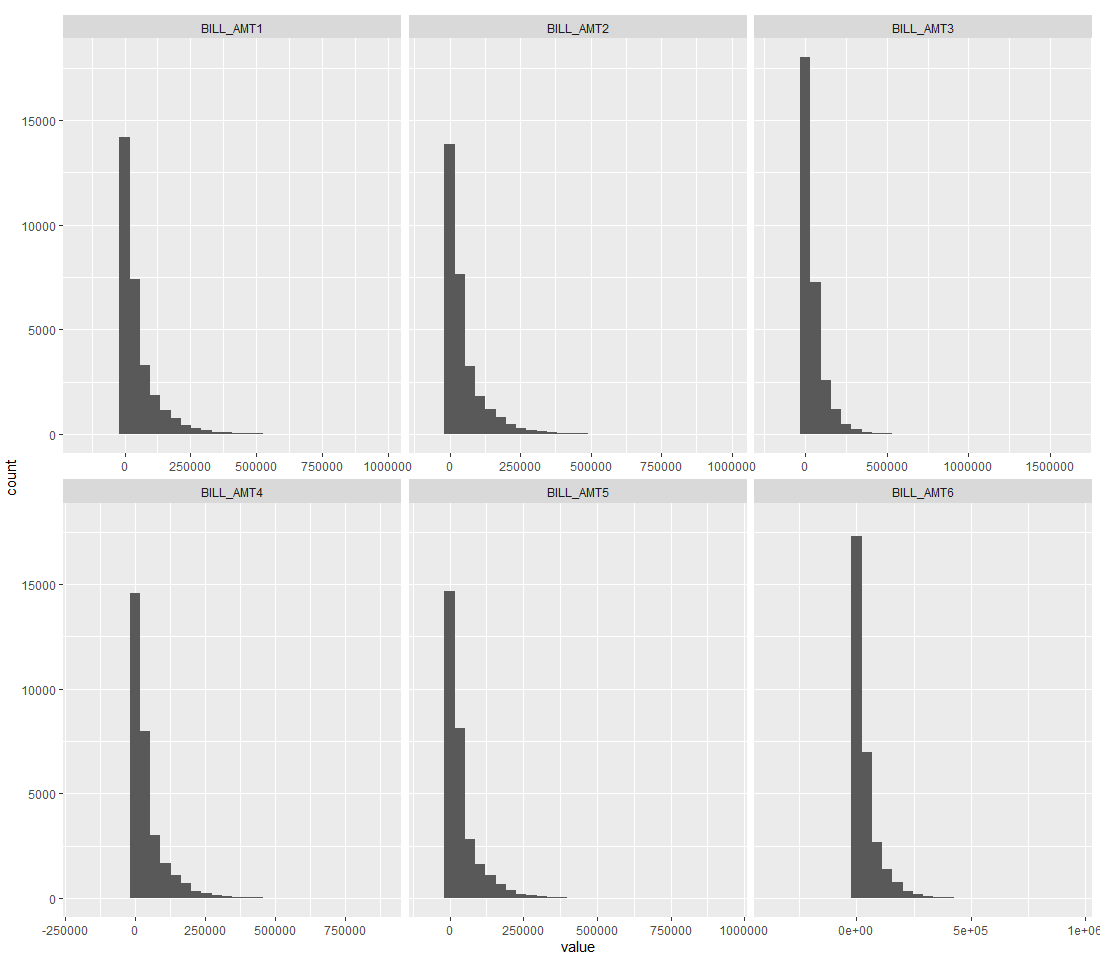 BILL_AMT1 BILL_AMT2 BILL_AMT3
15000
10000
5000
0
0 250000 500000 750000 1000000 0 250000 500000 750000 1000000 0 500000 1000000 1500000
count
BILL_AMT4 BILL_AMT5 BILL_AMT6
15000
10000
5000
0
-250000 0 250000 500000 750000 0 250000 500000 750000 1000000 0e+00 5e+05 1e+06
value